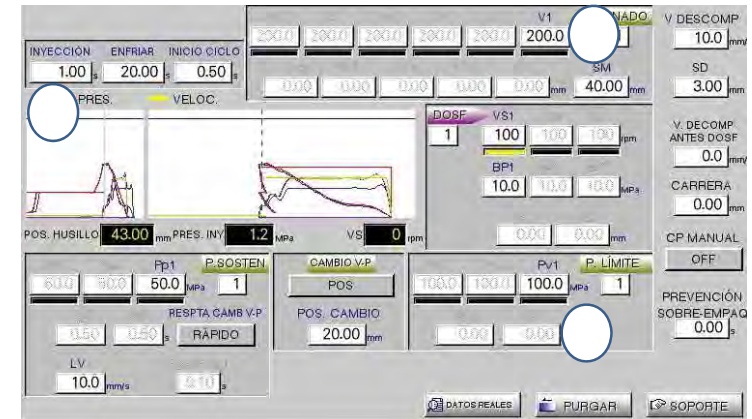 V1 NADO
200.0 200.0 200.0 200.0 200.0 200.0
SM
0.00 0.00 0.00 0.00 0.00 mm 40.00 mm
V DESCOMP
10.0 mm/
SD
3.00 mm
V. DECOMP
ANTES DOSF
0.0 mm/
CARRERA
0.00 mm
CP MANUAL
OFF
PREVENCIÓN
SOBRE-EMPAQ
0.00 s
INYECCIÓN ENFRIAR INICIO CICLO
1.00 s 20.00 s 0.50 s
PRES. VELOC.
POS. HUSILLO 43.00 mm PRES. INY 1.2 MPa VS 0 rpm
DOSF VS1
1 100 100 100 rpm
BP1
10.0 10.0 10.0 MPa
0.00 0.00 mm
Pp1 P.SOSTEN
50.0 50.0 50.0 MPa 1
RESPTA CAMB V-P
0.50 0.50 s RÁPIDO
LV
10.0 mm/s 0.10 s
CAMBIO V-P
POS
POS. CAMBIO
20.00 mm
PV1 P. LÍMITE
100.0 100.0 100.0 MPa 1
0.00 0.00
DATOS REALES PURGAR SOPORTE